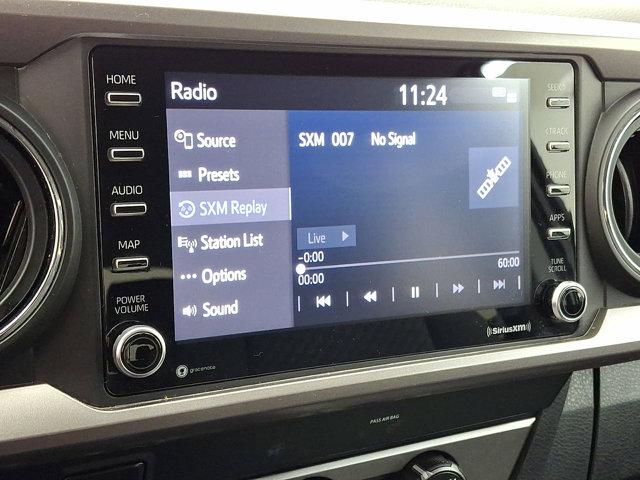 HOME
MENU
AUDIO
MAP
POWER
VOLUME
Radio
11:24
Source
Presets
SXM Replay
Station List
Options
Sound
SXM 007 No Signal
Live
-0:00
00:00
60:00
SEEK
TRACK
PHONE
APPS
TUNE
SCROLL
gracenote
SiriusXM
PASS AIR BAG